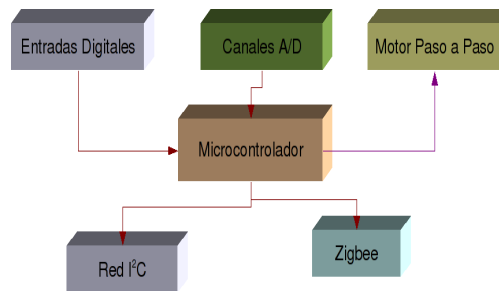 Entradas Digitales
Canales A/D
Motor Paso a Paso
Microcontrolador
Red I²C
Zigbee